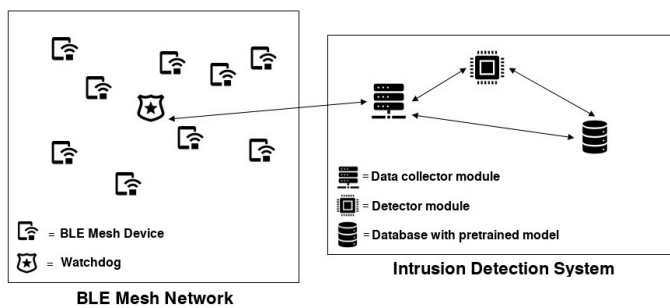 = BLE Mesh Device
= Watchdog
BLE Mesh Network
= Data collector module
= Detector module
= Database with pretrained model
Intrusion Detection System